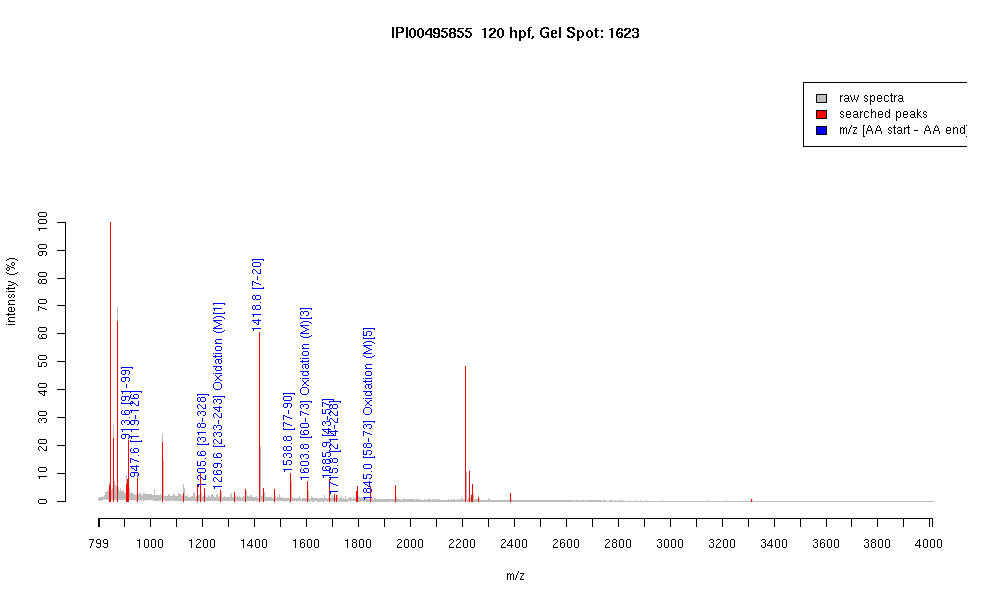 IPI00495855 120 hpf, Gel Spot: 1623
raw spectra
searched peaks
m/z [AA start - AA end]
intensity (%)
100
90
80
70
60
50
40
30
20
10
0
913.6 [91-99]
947.6 [119-126]
1205.6 [318-328]
1269.6 [233-243] Oxidation (M)[1]
1418.8 [7-20]
1538.8 [77-90]
1603.8 [60-73] Oxidation (M)[3]
1685.9 [43-57]
1715.8 [214-228]
1845.0 [58-73] Oxidation (M)[5]
799 1000 1200 1400 1600 1800 2000 2200 2400 2600 2800 3000 3200 3400 3600 3800 4000
m/z